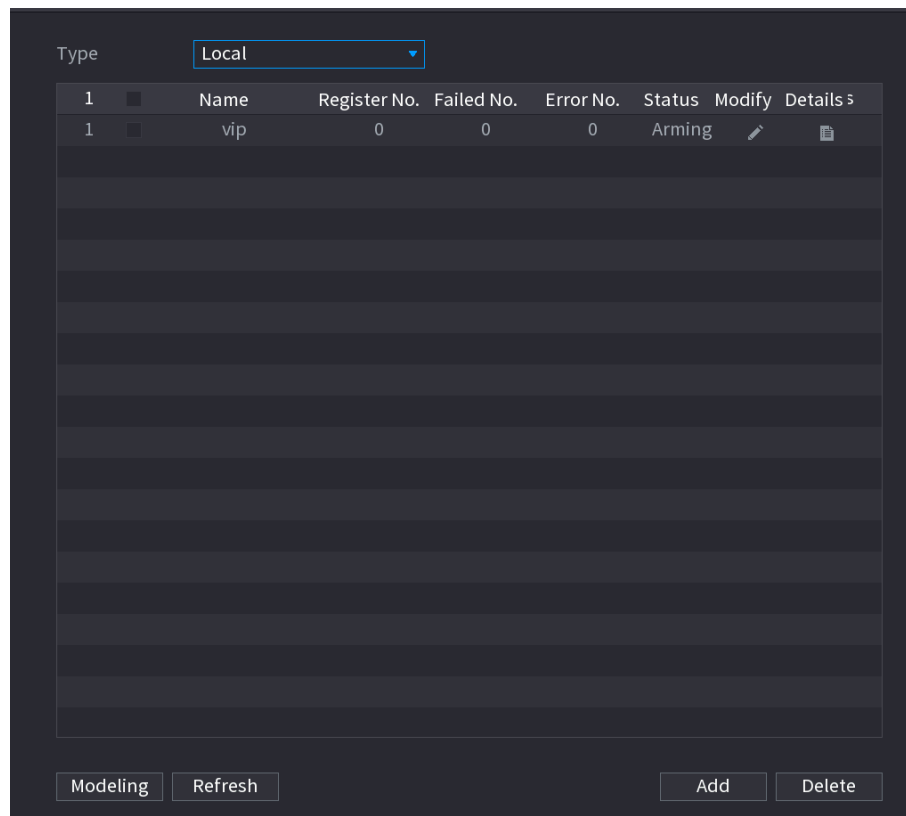 Type Local
1 Name Register No. Failed No. Error No. Status Modify Details s
1 vip 0 0 0 Arming
Modeling Refresh Add Delete